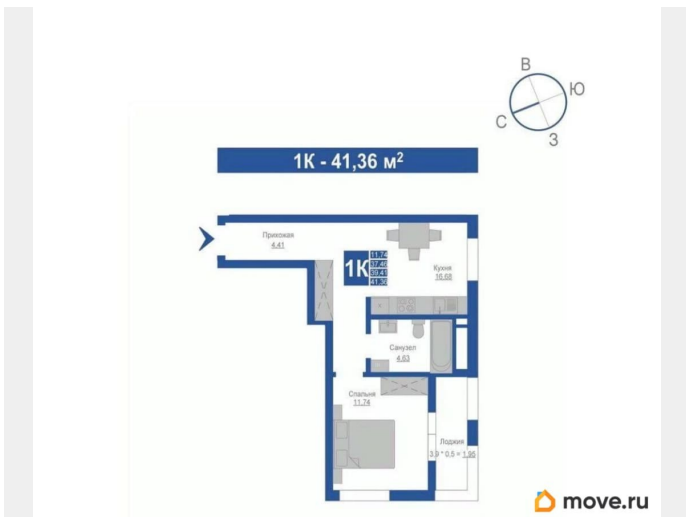 В
Ю
С
З
1К - 41,36 м²
Прихожая
4.41
1К
11.74
37.46
39.41
41.36
Кухня
16.68
Санузел
4.63
Спальня
11.74
Лоджия
3.9 * 0.5 = 1.95
move.ru